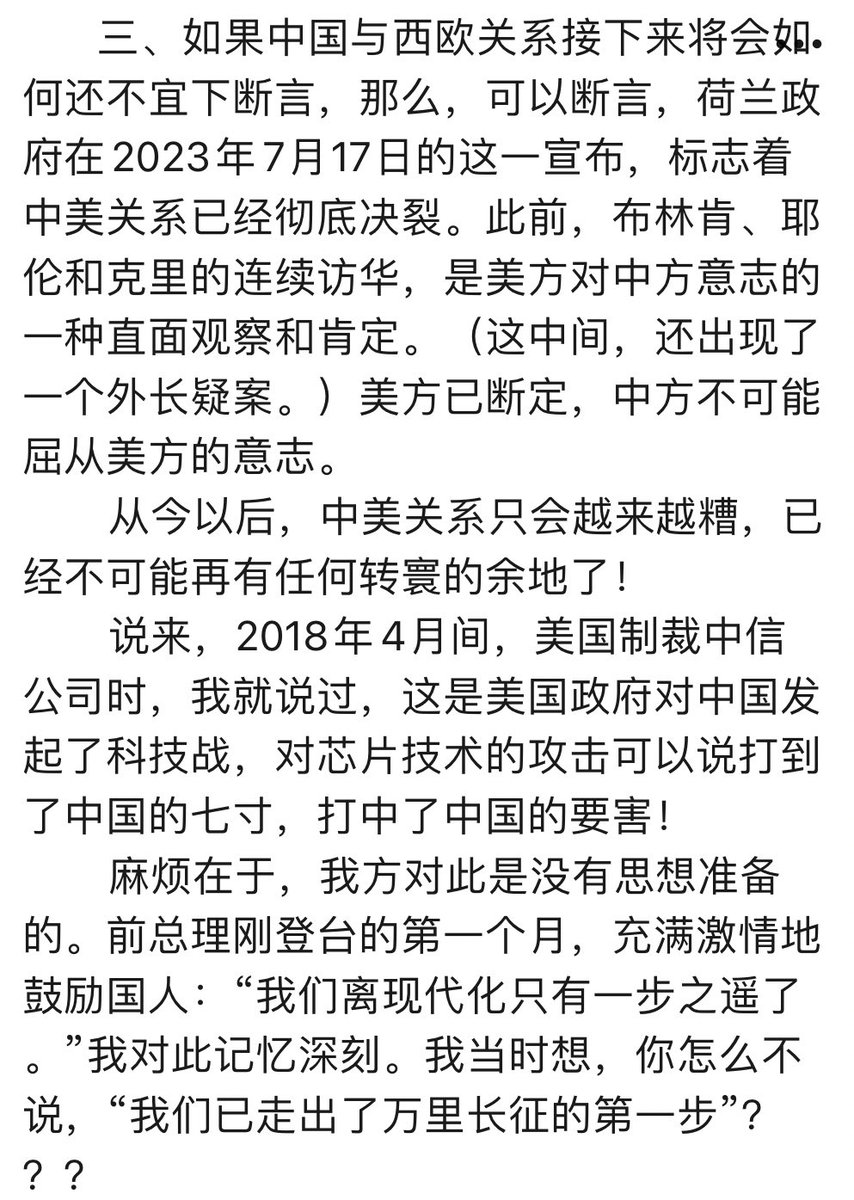 三、如果中国与西欧关系接下来将会如
何还不宜下断言，那么，可以断言，荷兰政
府在2023年7月17日的这一宣布，标志着
中美关系已经彻底决裂。此前，布林肯、耶
伦和克里的连续访华，是美方对中方意志的
一种直面观察和肯定。（这中间，还出现了
一个外长疑案。）美方已断定，中方不可能
屈从美方的意志。
从今以后，中美关系只会越来越糟，已
经不可能再有任何转寰的余地了！
说来，2018年4月间，美国制裁中信
公司时，我就说过，这是美国政府对中国发
起了科技战，对芯片技术的攻击可以说打到
了中国的七寸，打中了中国的要害！
麻烦在于，我方对此是没有思想准备
的。前总理刚登台的第一个月，充满激情地
鼓励国人：“我们离现代化只有一步之遥了
。”我对此记忆深刻。我当时想，你怎么不
说，“我们已走出了万里长征的第一步”？
？？